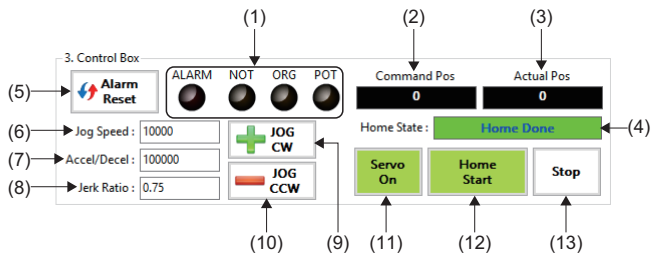 (1)
(2)
(3)
3. Control Box
(5)
Alarm
Reset
ALARM NOT ORG POT
Command Pos
Actual Pos
0
0
(6)
Jog Speed : 10000
JOG
CW
Home State : Home Done
(4)
(7)
Accel/Decel : 100000
(8)
Jerk Ratio : 0.75
JOG
CCW
Servo
On
Home
Start
Stop
(10)
(9)
(11)
(12)
(13)